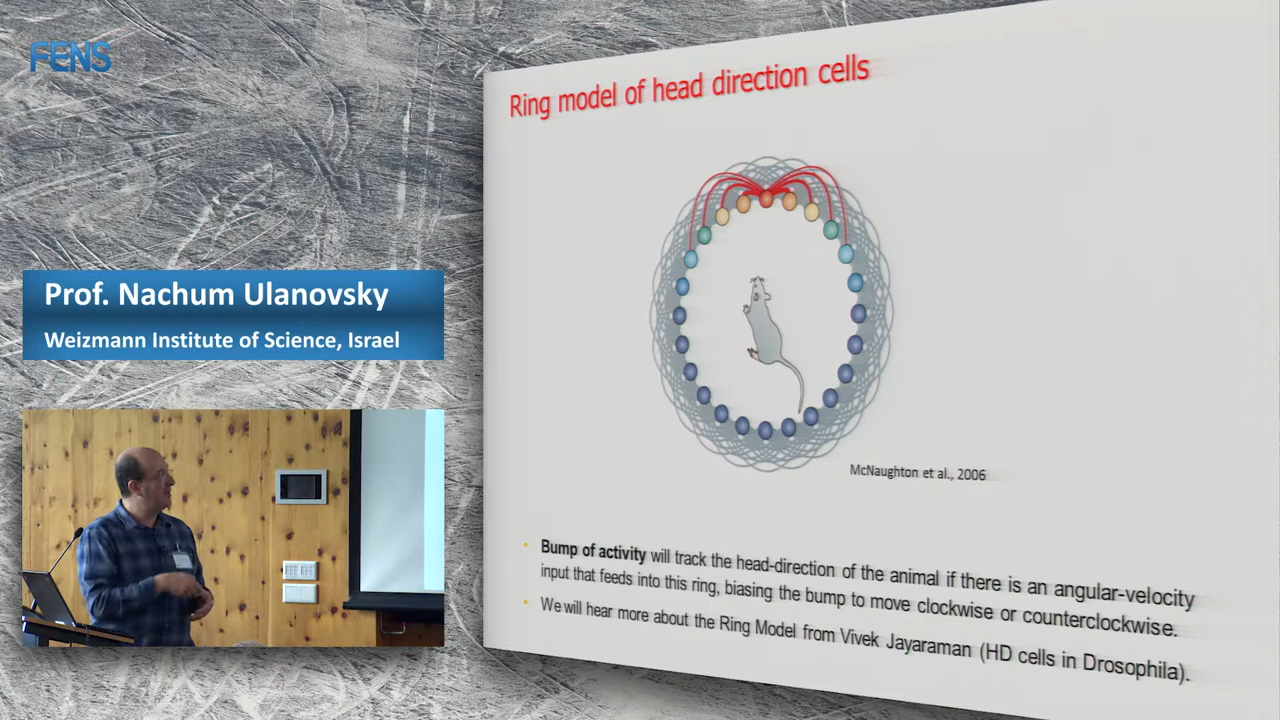 FENS
Ring model of head direction cells
Prof. Nachum Ulanovsky
Weizmann Institute of Science, Israel
McNaughton et al., 2006
• Bump of activity will track the head-direction of the animal if there is an angular-velocity
input that feeds into this ring, biasing the bump to move clockwise or counterclockwise.
• We will hear more about the Ring Model from Vivek Jayaraman (HD cells in Drosophila).